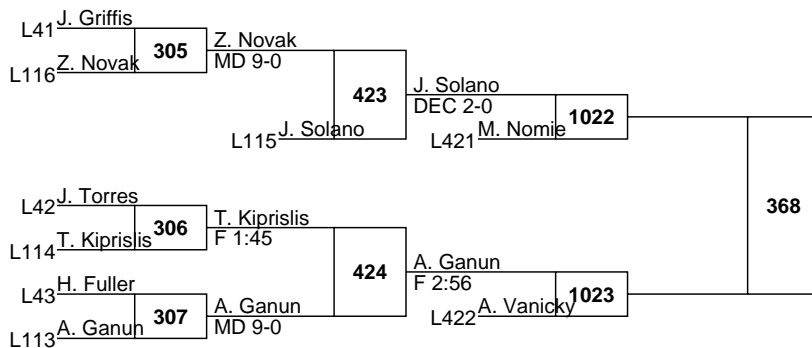 L41 J. Griffis
305
Z. Novak
MD 9-0
L116 Z. Novak
423
J. Solano
DEC 2-0
L115 J. Solano
1022
L421 M. Nomie
368
L42 J. Torres
306
T. Kiprislis
F 1:45
L114 T. Kiprislis
424
A. Ganun
F 2:56
L43 H. Fuller
307
A. Ganun
MD 9-0
L113 A. Ganun
1023
L422 A. Vanicky